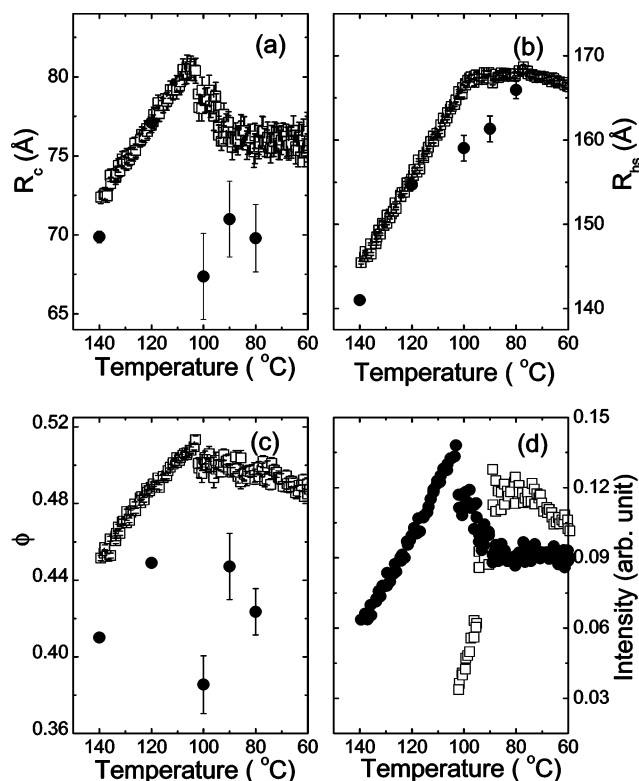 (a)
80
75
70
65
R_c (Å)
140 120 100 80 60
Temperature ( °C)
(b)
170
160
150
140
R_hs (Å)
140 120 100 80 60
Temperature ( °C)
(c)
0.52
0.48
0.44
0.40
0.36
ϕ
140 120 100 80 60
Temperature ( °C)
(d)
0.15
0.12
0.09
0.06
0.03
Intensity (arb. unit)
140 120 100 80 60
Temperature ( °C)